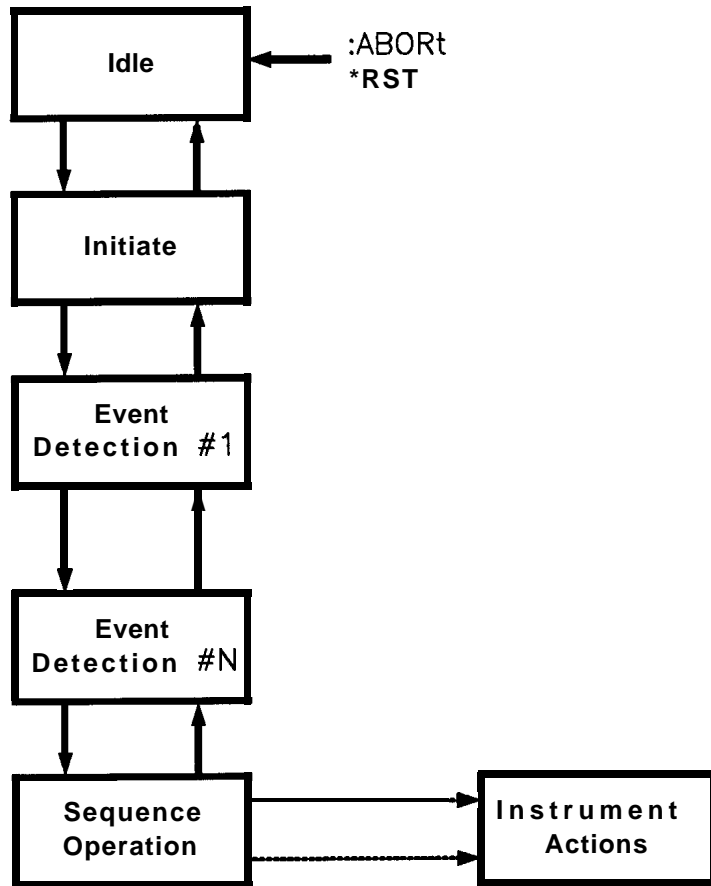 Idle
:ABORt
*RST
Initiate
Event
Detection #1
Event
Detection #N
Sequence
Operation
Instrument
Actions